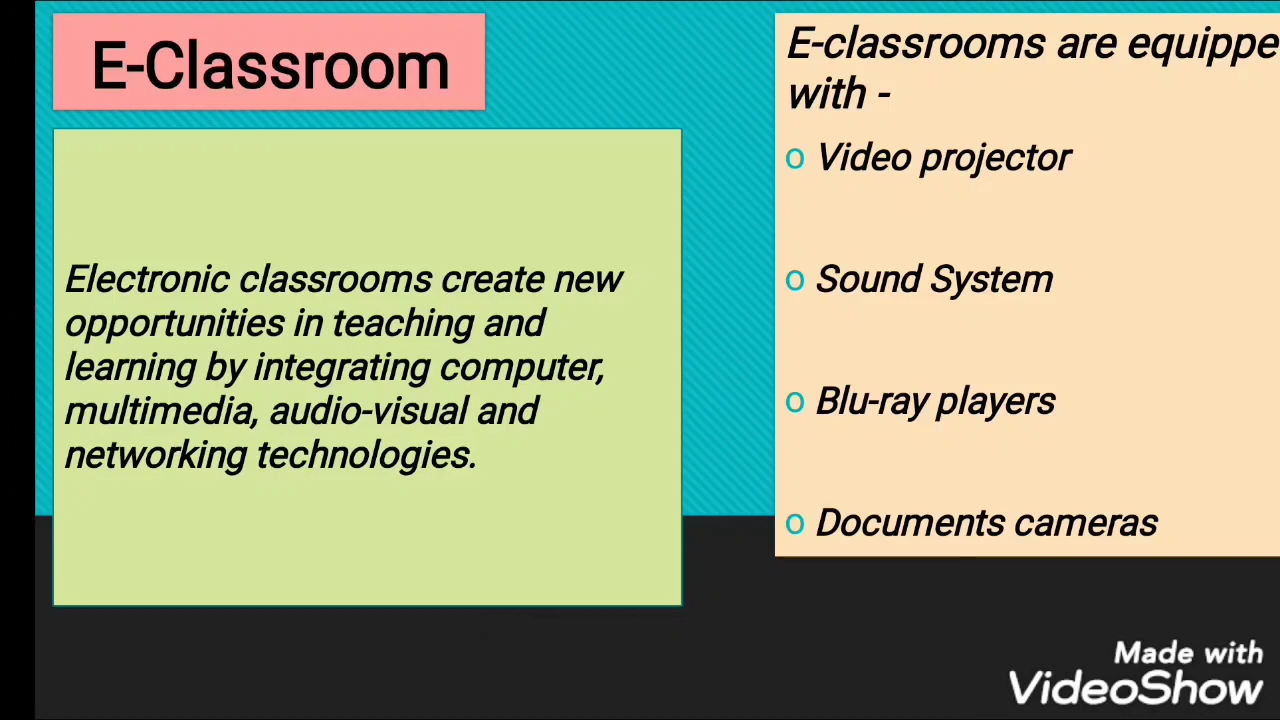 E-Classroom
Electronic classrooms create new
opportunities in teaching and
learning by integrating computer,
multimedia, audio-visual and
networking technologies.
E-classrooms are equippe
with -
o Video projector
o Sound System
o Blu-ray players
o Documents cameras
Made with
VideoShow